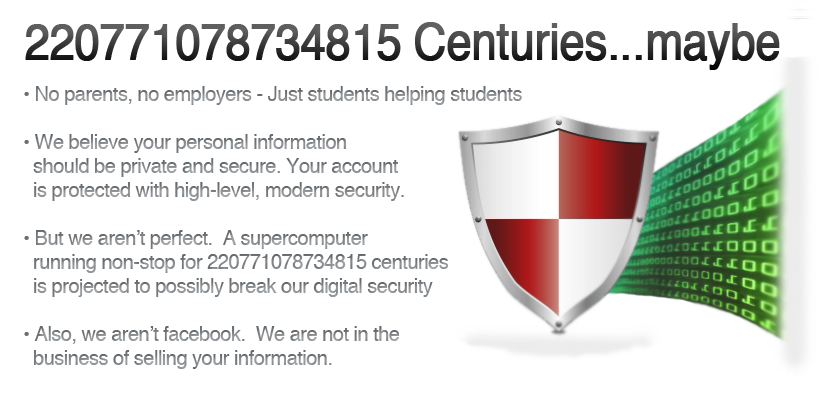 220771078734815 Centuries...maybe
• No parents, no employers - Just students helping students
• We believe your personal information
should be private and secure. Your account
is protected with high-level, modern security.
• But we aren't perfect. A supercomputer
running non-stop for 220771078734815 centuries
is projected to possibly break our digital security
• Also, we aren't facebook. We are not in the
business of selling your information.